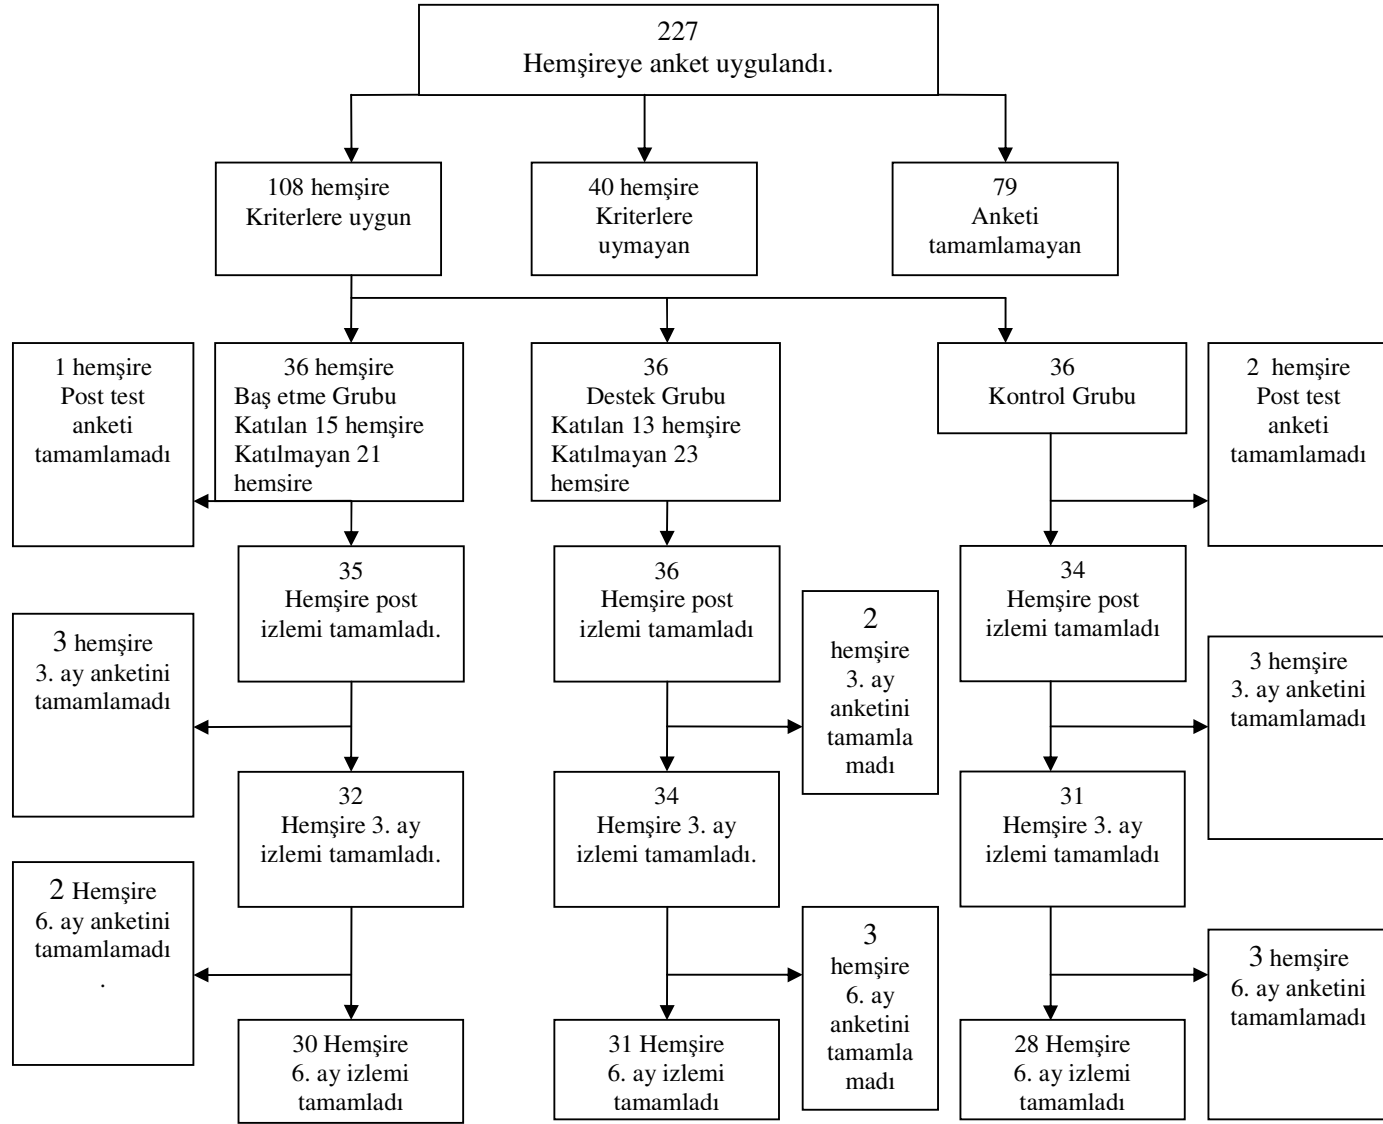 227
Hemşireye anket uygulandı.
108 hemşire
Kriterlere uygun
40 hemşire
Kriterlere
uymayan
79
Anketi
tamamlamayan
1 hemşire
Post test
anketi
tamamlamadı
36 hemşire
Baş etme Grubu
Katılan 15 hemşire
Katılmayan 21
hemsire
36
Destek Grubu
Katılan 13 hemşire
Katılmayan 23
hemsire
36
Kontrol Grubu
2 hemşire
Post test
anketi
tamamlamadı
35
Hemşire post
izlemi tamamladı.
36
Hemşire post
izlemi tamamladı
34
Hemşire post
izlemi tamamladı
3 hemşire
3. ay anketini
tamamlamadı
2
hemşire
3. ay
anketini
tamamla
madı
3 hemşire
3. ay anketini
tamamlamadı
32
Hemşire 3. ay
izlemi tamamladı.
34
Hemşire 3. ay
izlemi tamamladı.
31
Hemşire 3. ay
izlemi tamamladı
2 Hemşire
6. ay anketini
tamamlamadı
.
3
hemşire
6. ay
anketini
tamamla
madı
3 hemşire
6. ay anketini
tamamlamadı
30 Hemşire
6. ay izlemi
tamamladı
31 Hemşire
6. ay izlemi
tamamladı
28 Hemşire
6. ay izlemi
tamamladı